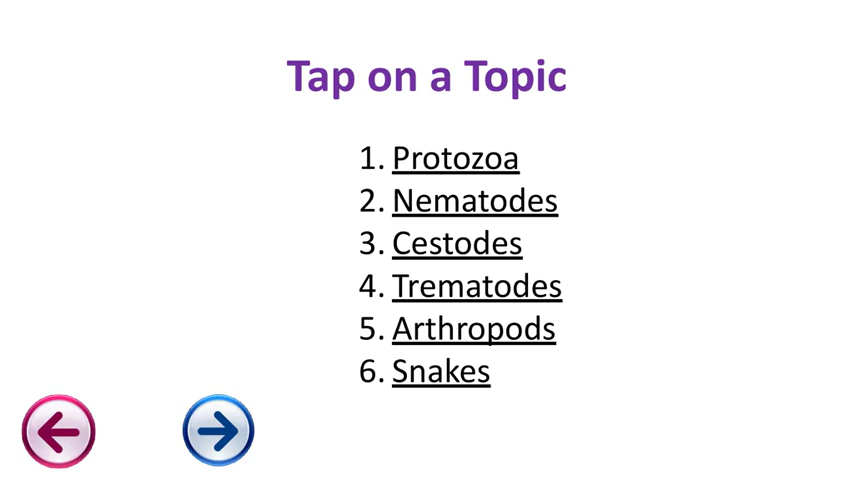 Tap on a Topic
1. Protozoa
2. Nematodes
3. Cestodes
4. Trematodes
5. Arthropods
6. Snakes